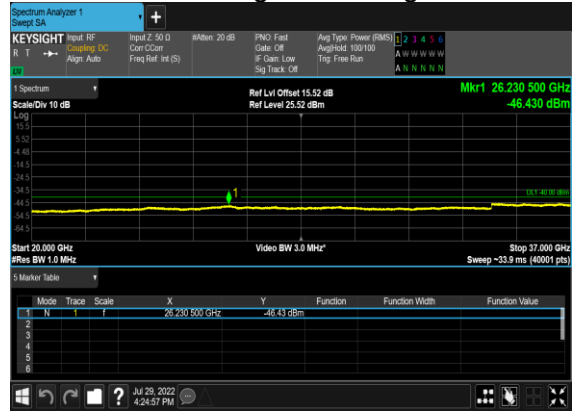 Spectrum Analyzer 1
Swept SA
+
KEYSIGHT Input: RF Input Z: 50 Ω #Atten: 20 dB PNO: Fast Avg Type: Power (RMS) 1 2 3 4 5 6
R T Coupling: DC Corr CCorr Gate: Off Avg|Hold: 100/100 A W W W W W
Align: Auto Freq Ref: Int (S) IF Gain: Low Trig: Free Run
Sig Track: Off A N N N N N
1 Spectrum Ref Lvl Offset 15.52 dB Mkr1 26.230 500 GHz
Scale/Div 10 dB Ref Level 25.52 dBm -46.430 dBm
Log
15.5
5.52
-4.48
-14.5
-24.5
-34.5
1
DL1 -40.00 dBm
-44.5
-54.5
-64.5
Start 20.000 GHz Video BW 3.0 MHz* Stop 37.000 GHz
#Res BW 1.0 MHz Sweep ~33.9 ms (40001 pts)
5 Marker Table
Mode Trace Scale X Y Function Function Width Function Value
1 N 1 f 26.230 500 GHz -46.43 dBm
2
3
4
5
6
? Jul 29, 2022
4:24:57 PM